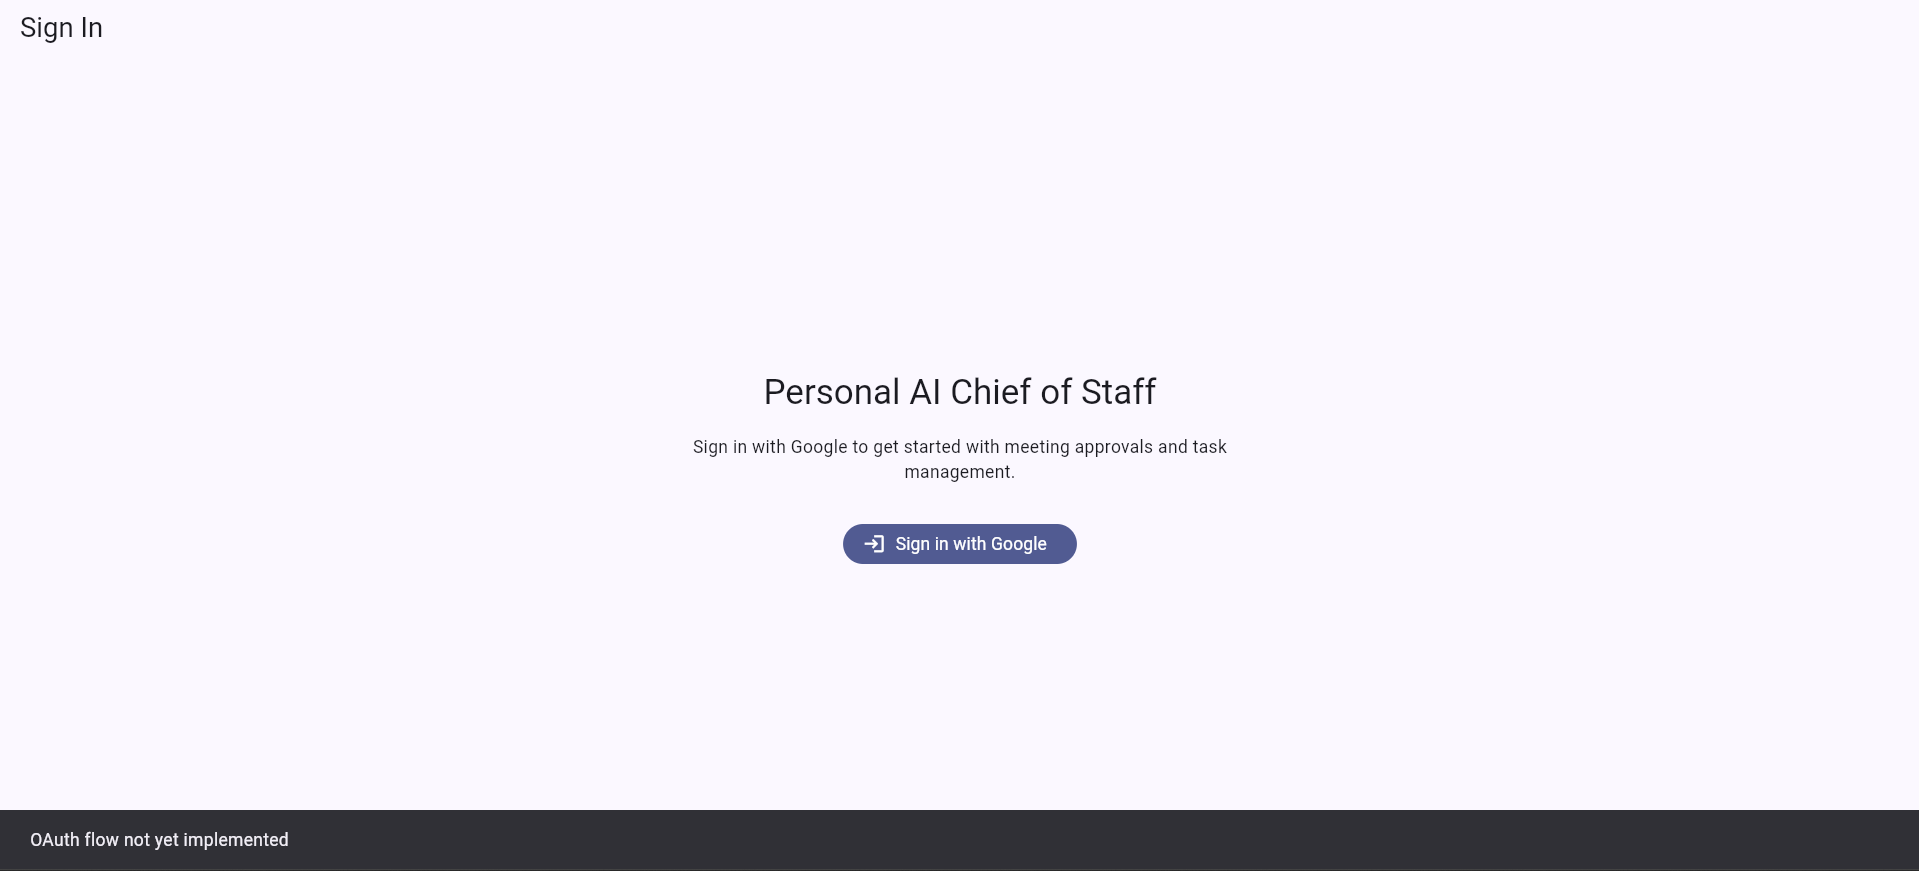 Sign In
Personal AI Chief of Staff
Sign in with Google to get started with meeting approvals and task
management.
Sign in with Google
OAuth flow not yet implemented